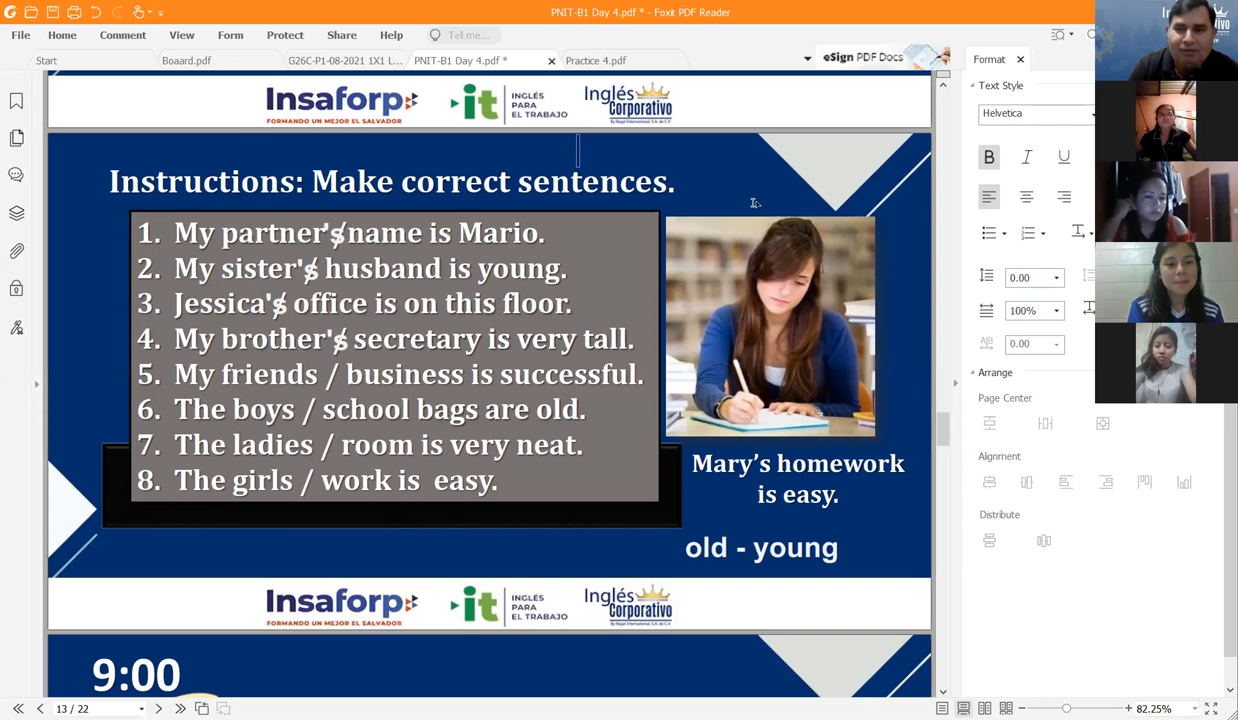 PNIT-B1 Day 4.pdf * - Foxit PDF Reader
File Home Comment View Form Protect Share Help Tell me...
Start Boaard.pdf G26C-P1-08-2021 1X1 L... PNIT-B1 Day 4.pdf * Practice 4.pdf
eSign PDF Docs
Format
Text Style
Helvetica
B I U
0.00
100%
0.00
Arrange
Page Center
Alignment
Distribute
Insaforp
FORMANDO UN MEJOR EL SALVADOR
it INGLÉS PARA EL TRABAJO
Inglés Corporativo
Instructions: Make correct sentences.
1. My partner's/name is Mario.
2. My sister's/ husband is young.
3. Jessica's/ office is on this floor.
4. My brother's/ secretary is very tall.
5. My friends / business is successful.
6. The boys / school bags are old.
7. The ladies / room is very neat.
8. The girls / work is easy.
Mary's homework
is easy.
old - young
Insaforp
FORMANDO UN MEJOR EL SALVADOR
it INGLÉS PARA EL TRABAJO
Inglés Corporativo
9:00
13 / 22
82.25%